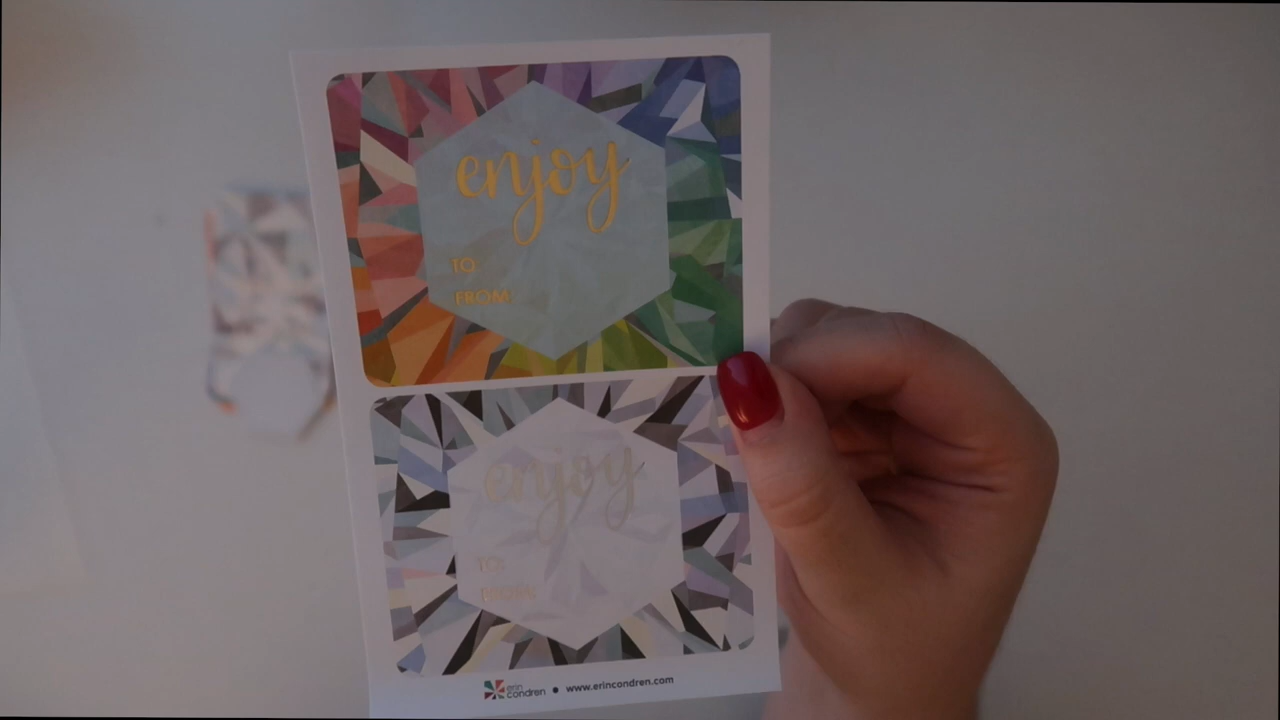 enjoy
TO:
FROM:
enjoy
TO:
FROM:
erin condren • www.erincondren.com